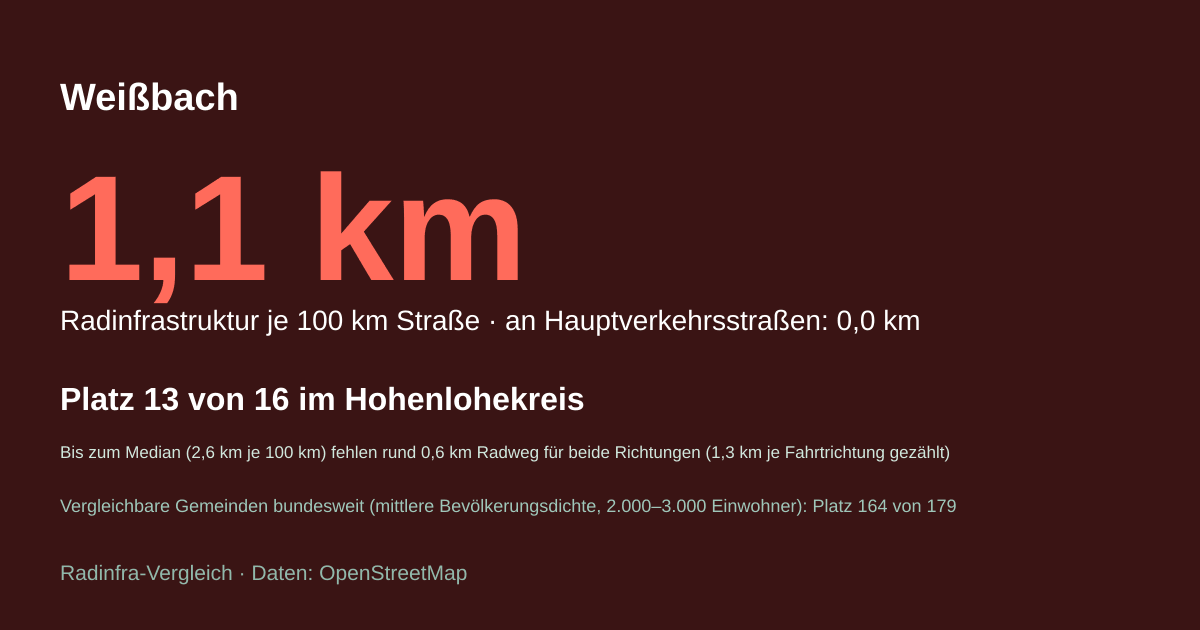 Weißbach
1,1 km
Radinfrastruktur je 100 km Straße · an Hauptverkehrsstraßen: 0,0 km
Platz 13 von 16 im Hohenlohekreis
Bis zum Median (2,6 km je 100 km) fehlen rund 0,6 km Radweg für beide Richtungen (1,3 km je Fahrtrichtung gezählt)
Vergleichbare Gemeinden bundesweit (mittlere Bevölkerungsdichte, 2.000–3.000 Einwohner): Platz 164 von 179
Radinfra-Vergleich · Daten: OpenStreetMap